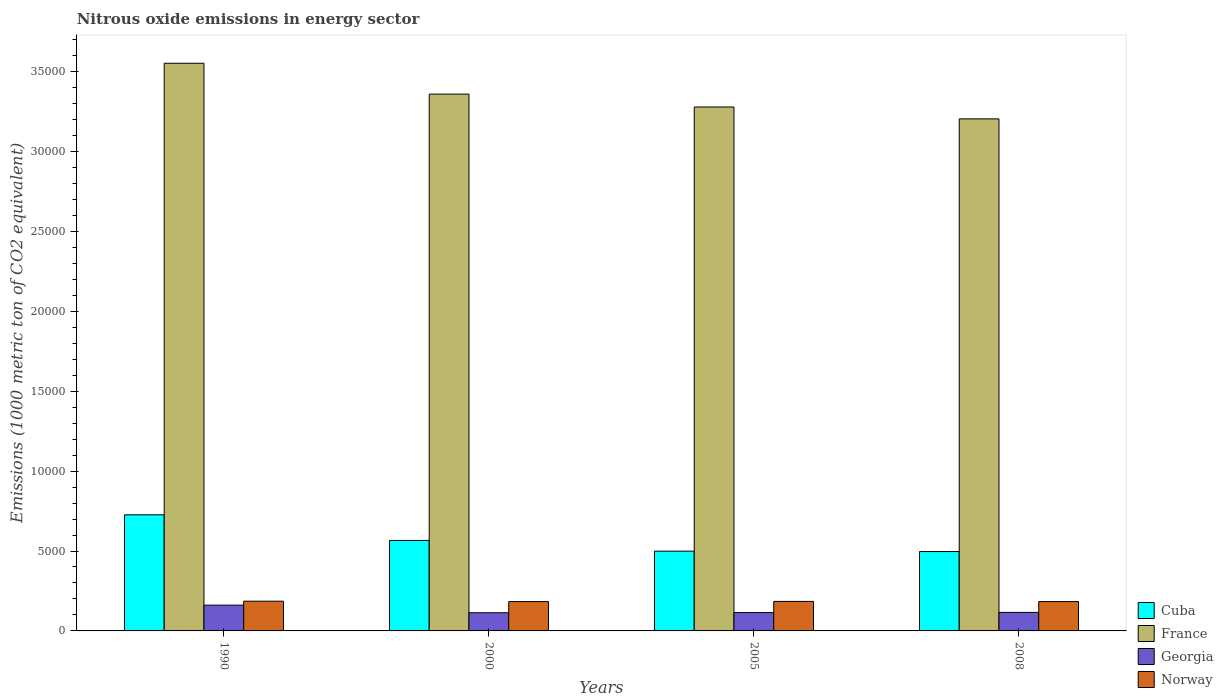 Nitrous oxide emissions in energy sector
Emissions (1000 metric ton of CO2 equivalent)
35000
30000
25000
20000
15000
10000
5000
0
1990
2000
2005
2008
Years
Cuba
France
Georgia
Norway